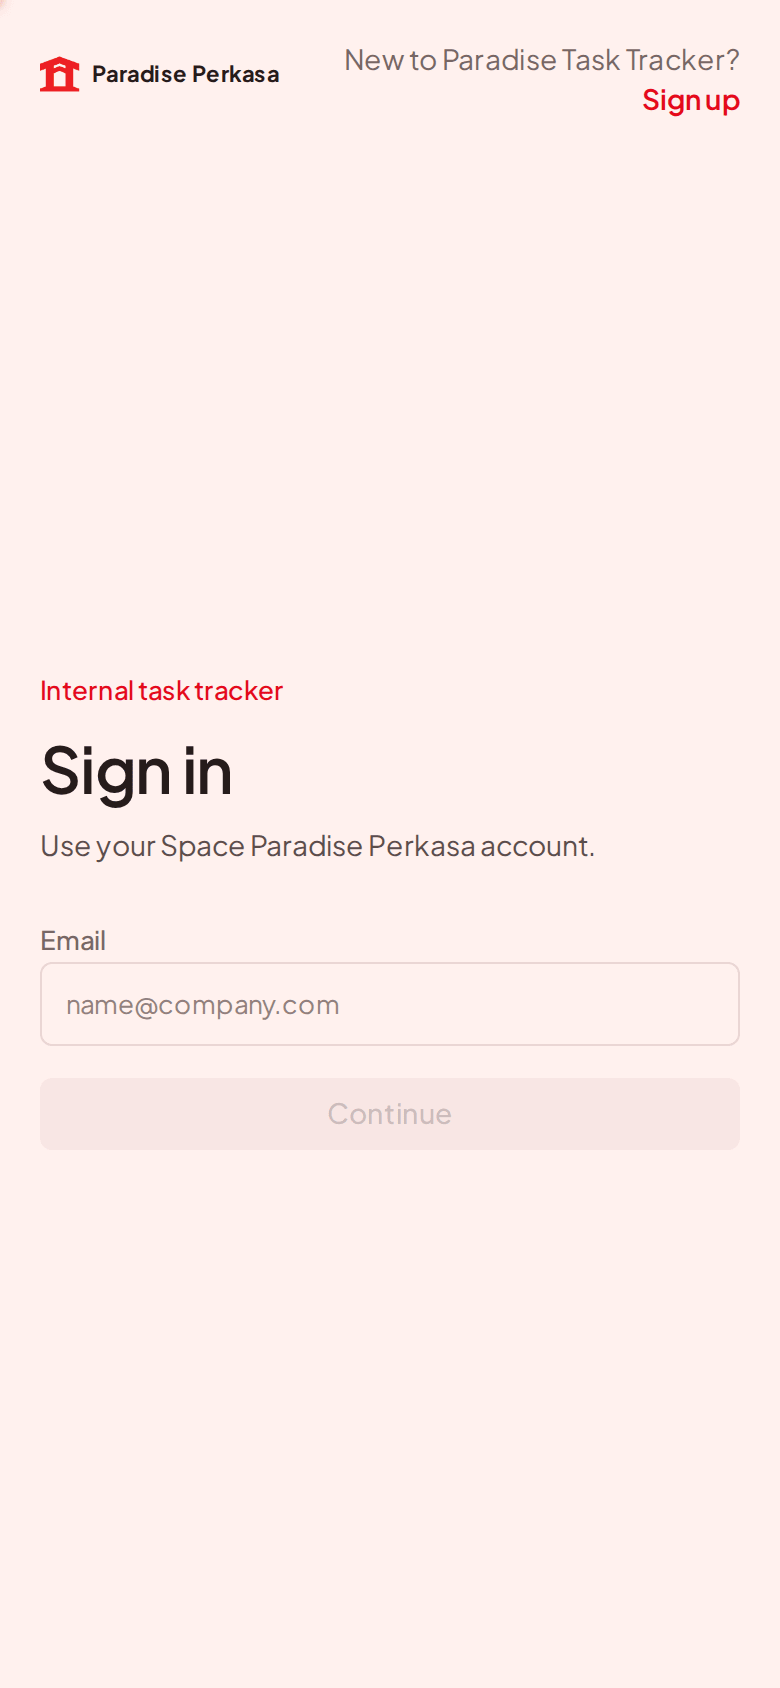 Paradise Perkasa
New to Paradise Task Tracker?
Sign up
Internal task tracker
Sign in
Use your Space Paradise Perkasa account.
Email
name@company.com
Continue